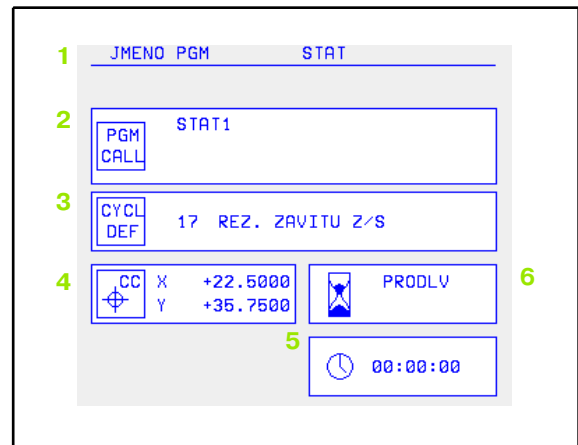 1 JMENO PGM STAT
2 PGM CALL STAT1
3 CYCL DEF 17 REZ. ZAVITU Z/S
4 CC X +22.5000
Y +35.7500
PRODLV 6
5 00:00:00